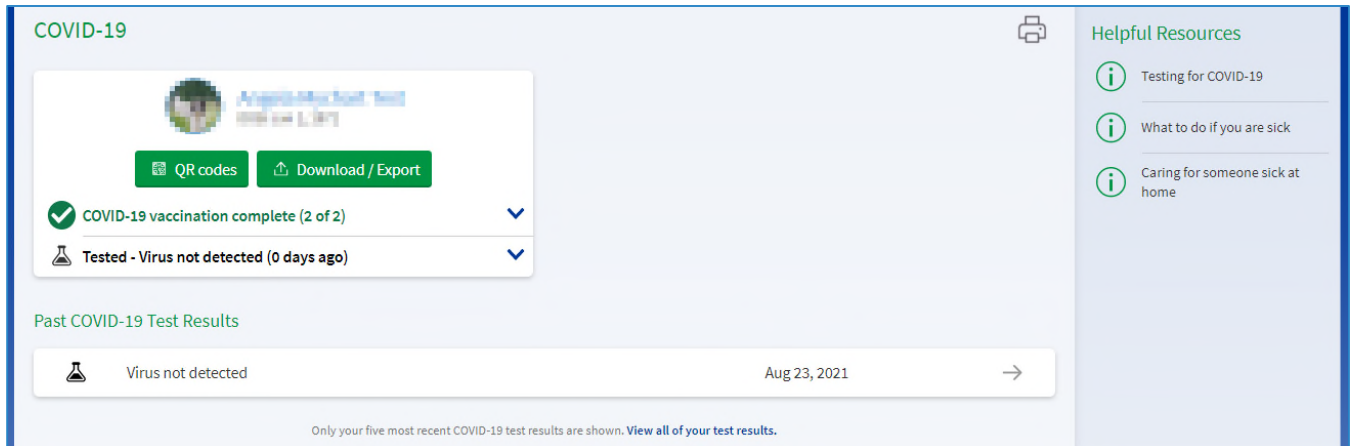 COVID-19
QR codes
Download / Export
COVID-19 vaccination complete (2 of 2)
Tested - Virus not detected (0 days ago)
Past COVID-19 Test Results
Virus not detected
Aug 23, 2021
Only your five most recent COVID-19 test results are shown. View all of your test results.
Helpful Resources
Testing for COVID-19
What to do if you are sick
Caring for someone sick at
home